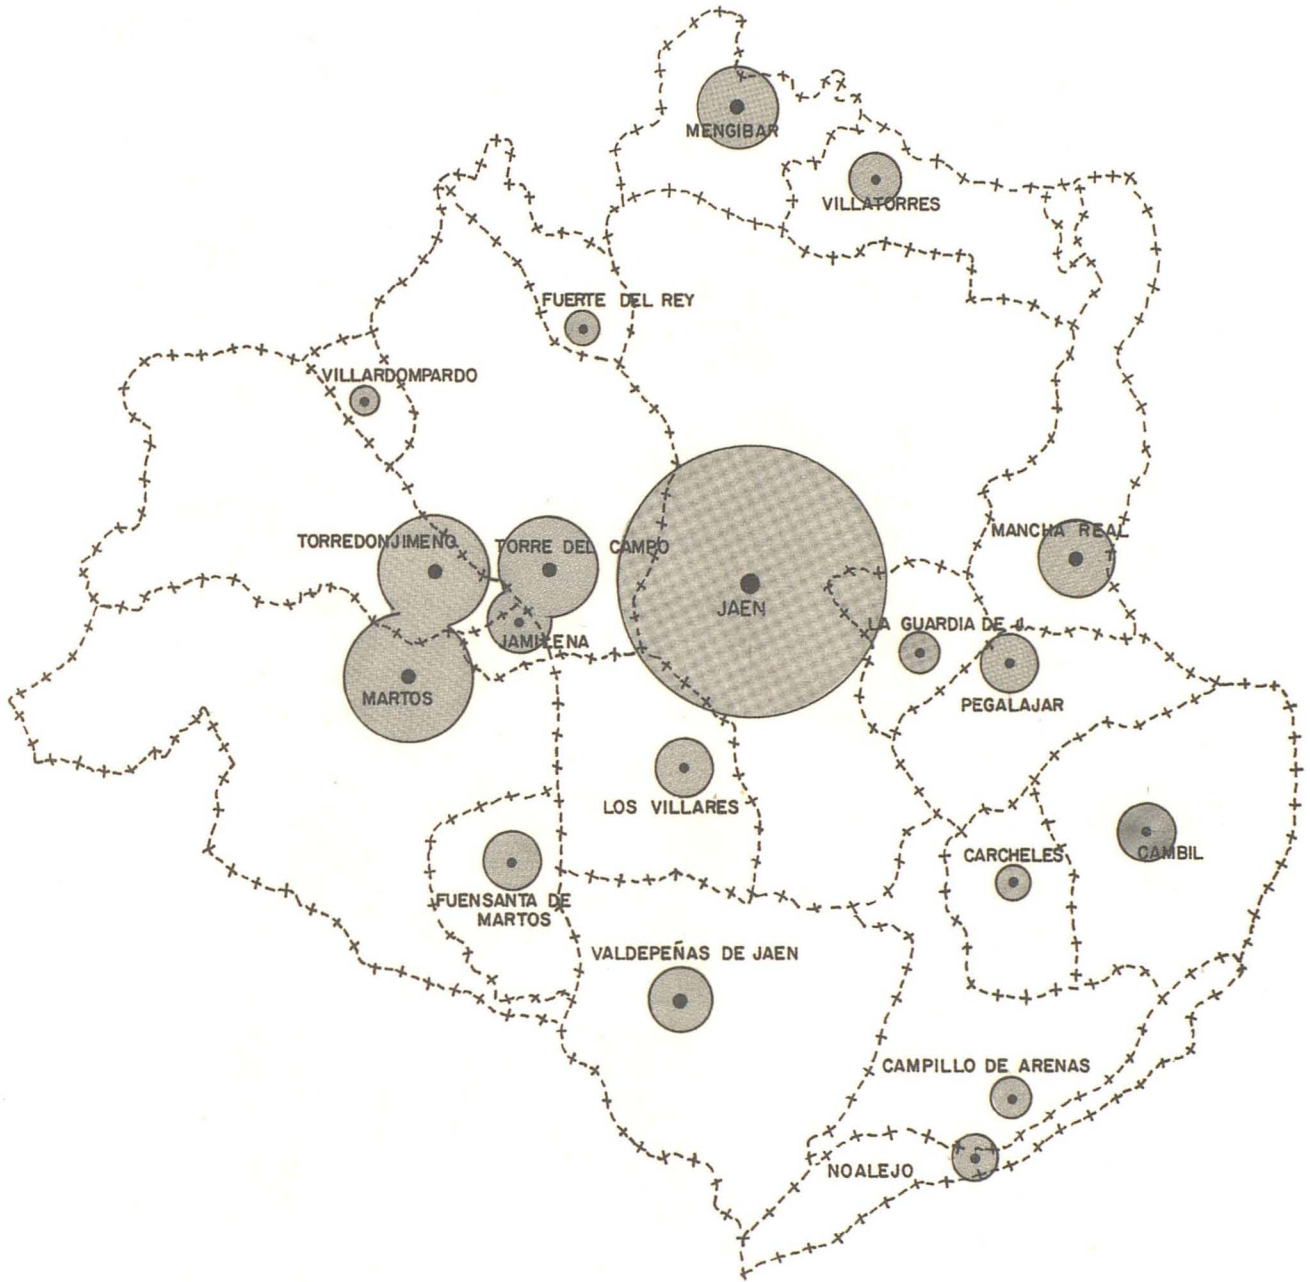 MENGIBAR
VILLATORRES
FUERTE DEL REY
VILLARDOMPARDO
MANCHA REAL
TORREDONJIMENO
TORRE DEL CAMPO
JAEN
LA GUARDIA DE J.
JAMILENA
MARTOS
PEGALAJAR
LOS VILLARES
CARCHELES
CAMBIL
FUENSANTA DE
MARTOS
VALDEPEÑAS DE JAEN
CAMPILLO DE ARENAS
NOALEJO